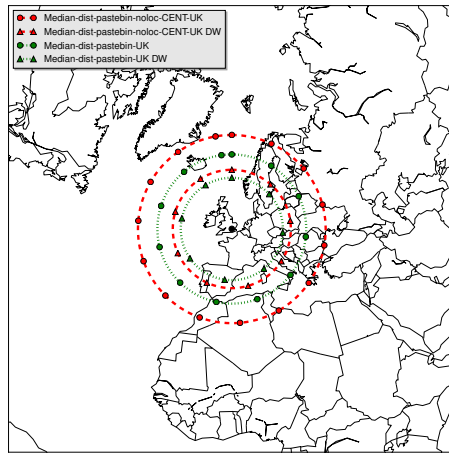 Median-dist-pastebin-noloc-CENT-UK
Median-dist-pastebin-noloc-CENT-UK DW
Median-dist-pastebin-UK
Median-dist-pastebin-UK DW